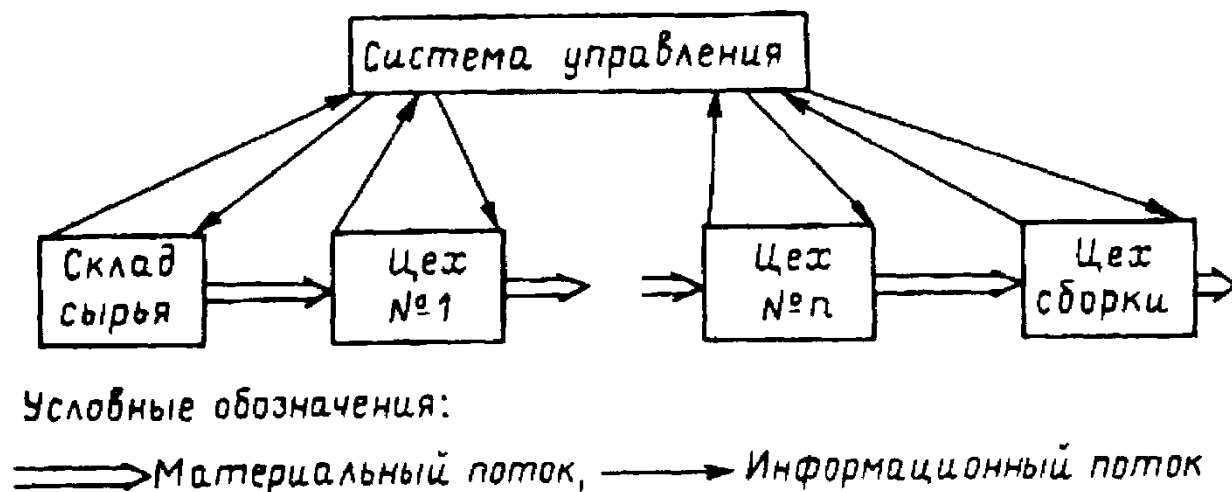 Система управления
Склад
сырья
Цех
№1
Цех
№n
Цех
сборки
Условные обозначения:
Материальный поток, Информационный поток